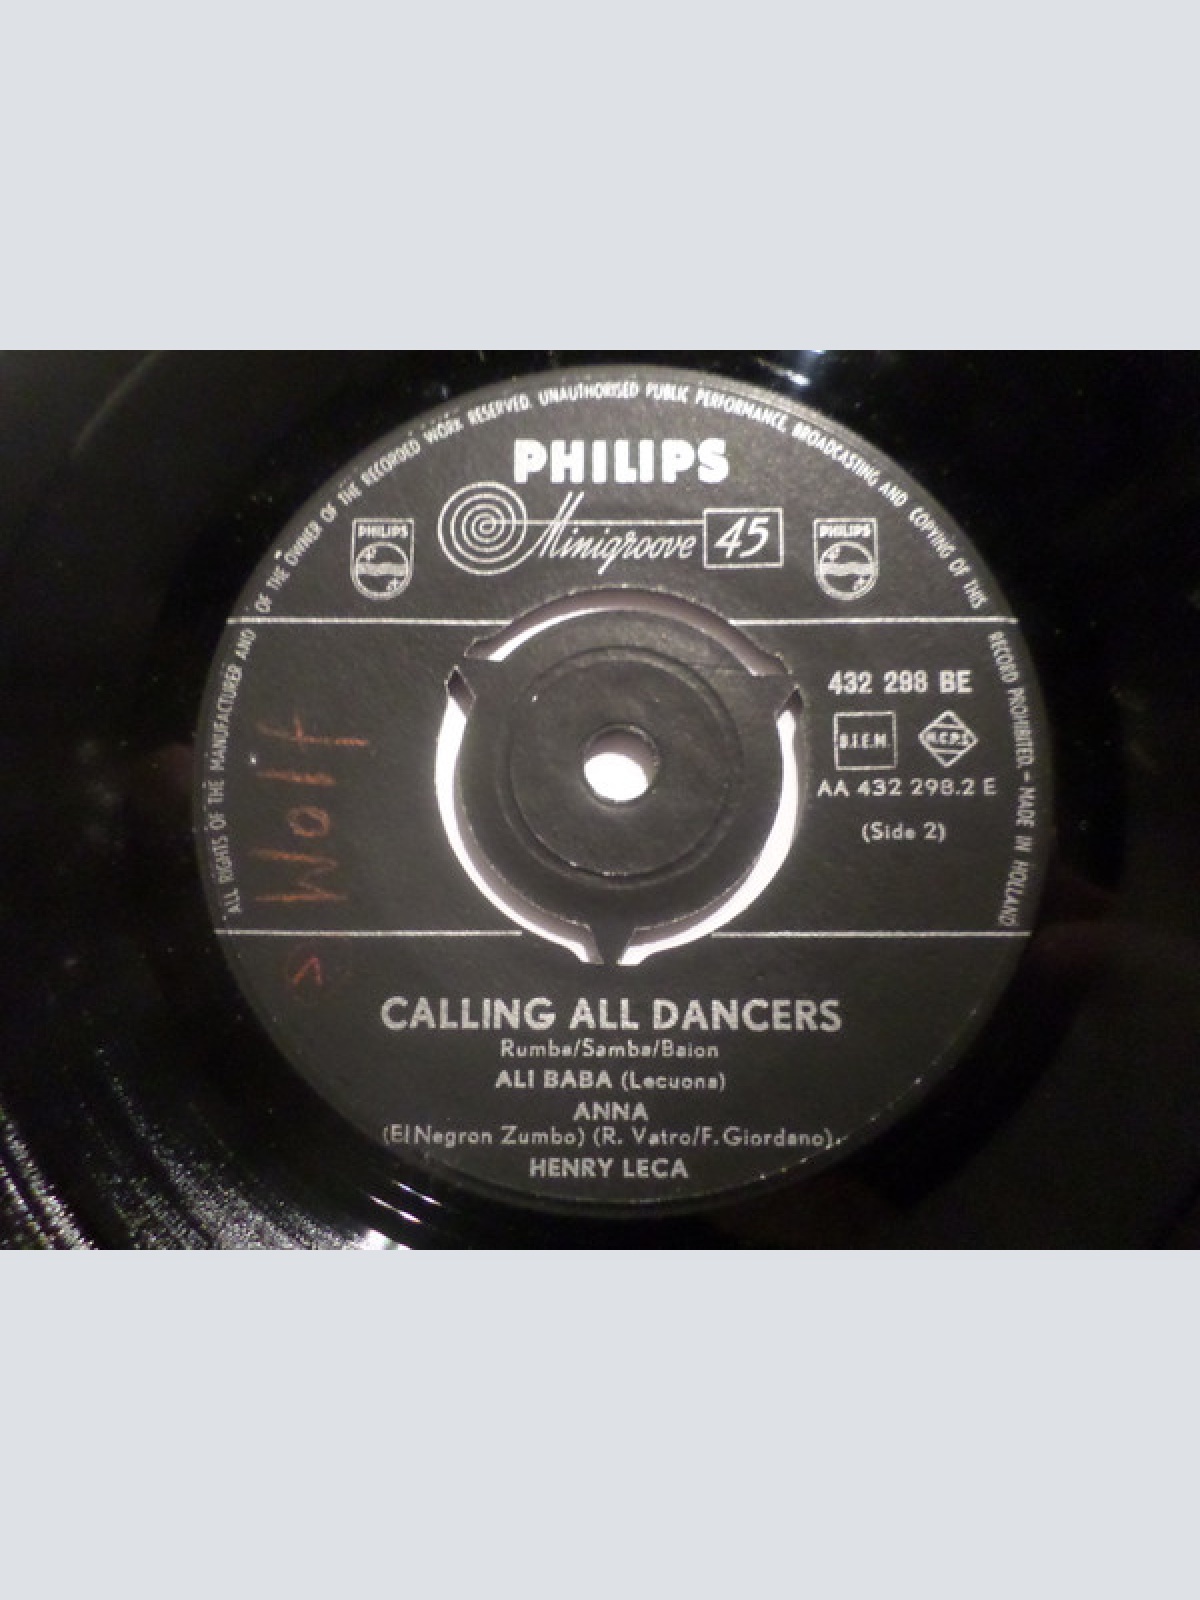 ALL RIGHTS OF THE MANUFACTURER AND OF THE OWNER OF THE RECORDED WORK RESERVED. UNAUTHORISED PUBLIC PERFORMANCE, BROADCASTING AND COPYING OF THIS RECORD PROHIBITED. - MADE IN HOLLAND
PHILIPS
Minigroove 45
PHILIPS
PHILIPS
432 298 BE
B.I.E.M.
M.C.P.S
AA 432 298.2 E
(Side 2)
Wolf
CALLING ALL DANCERS
Rumba/Samba/Baion
ALI BABA (Lecuona)
ANNA
(El Negron Zumbo) (R. Vatro/F. Giordano)
HENRY LECA